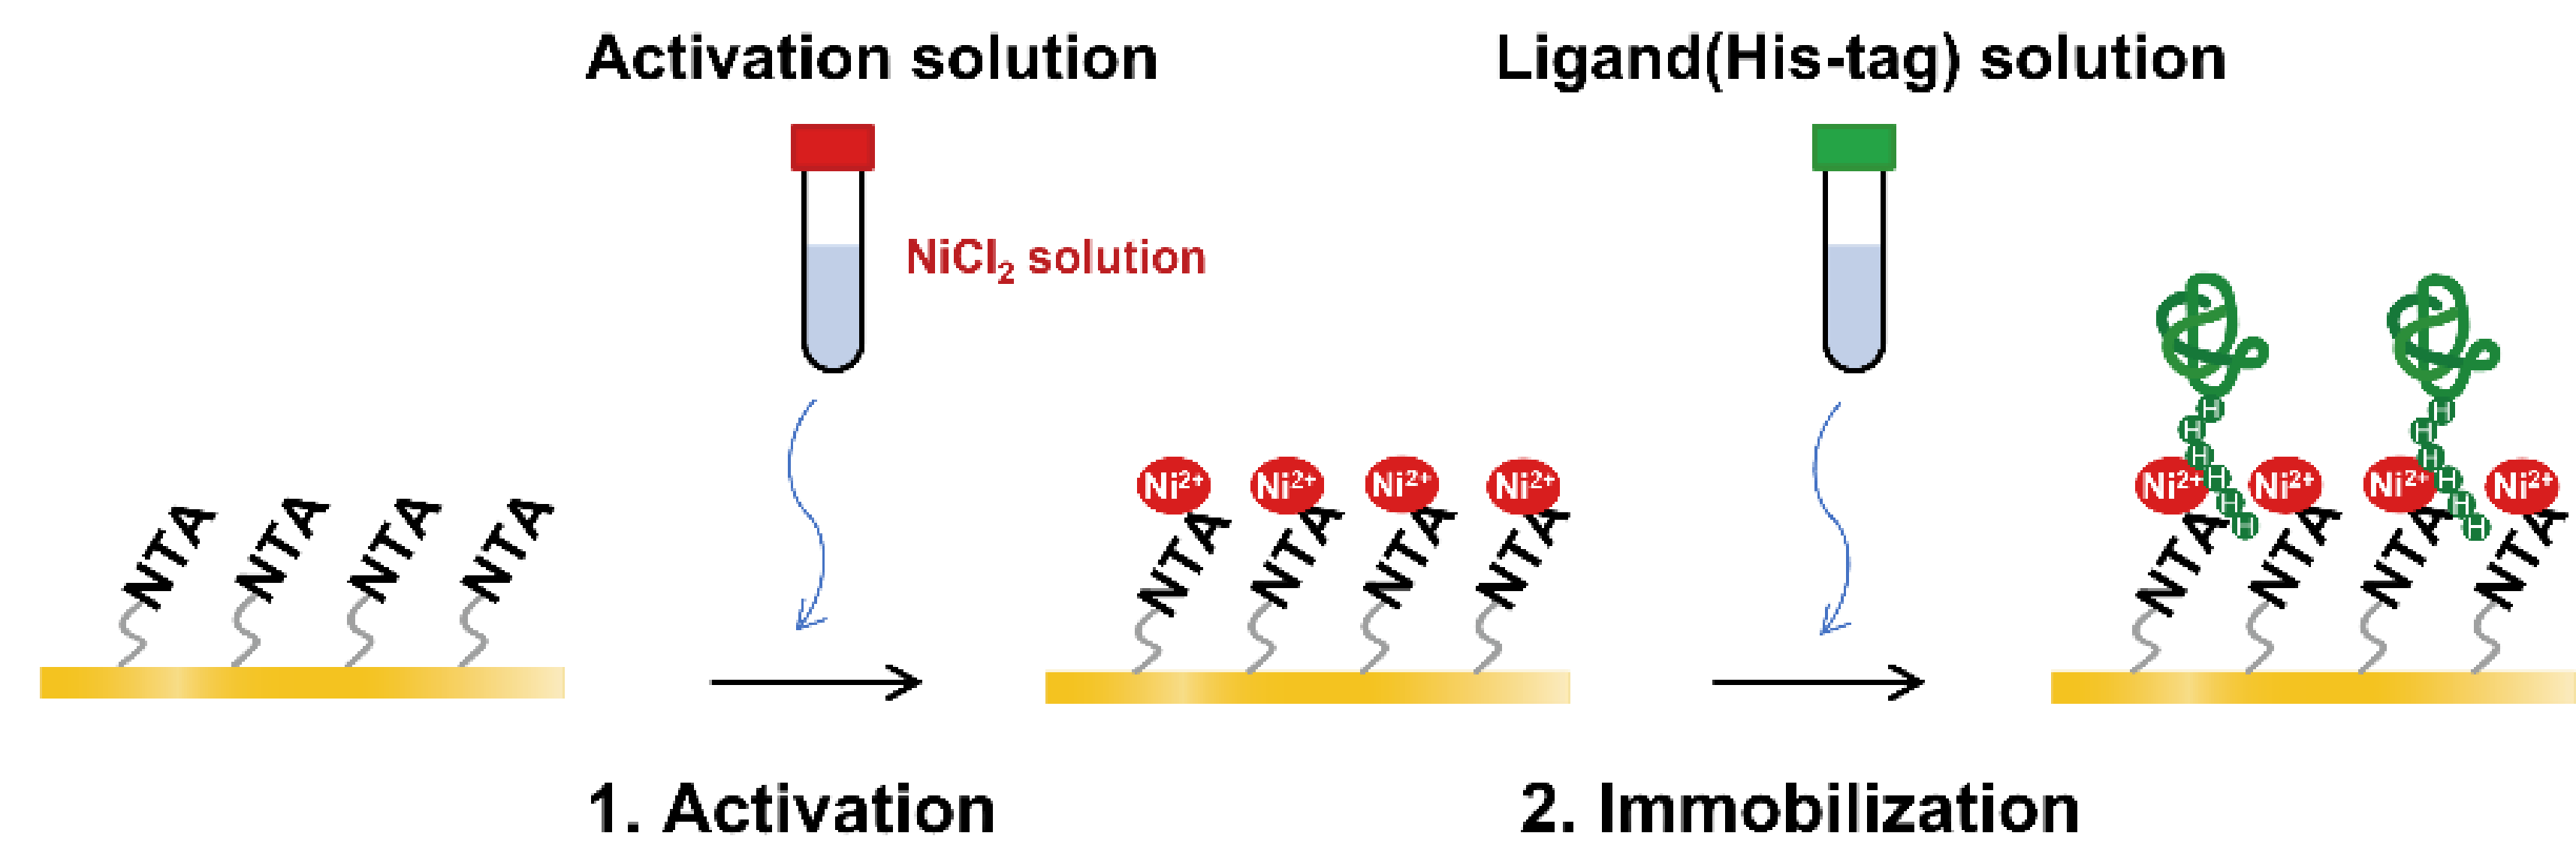 Activation solution
Ligand(His-tag) solution
NiCl₂ solution
NTA NTA NTA NTA
Ni²⁺ Ni²⁺ Ni²⁺ Ni²⁺
NTA NTA NTA NTA
H H
H H
H H
H H
H H
H H
Ni²⁺ Ni²⁺ Ni²⁺ Ni²⁺
NTA NTA NTA NTA
1. Activation
2. Immobilization